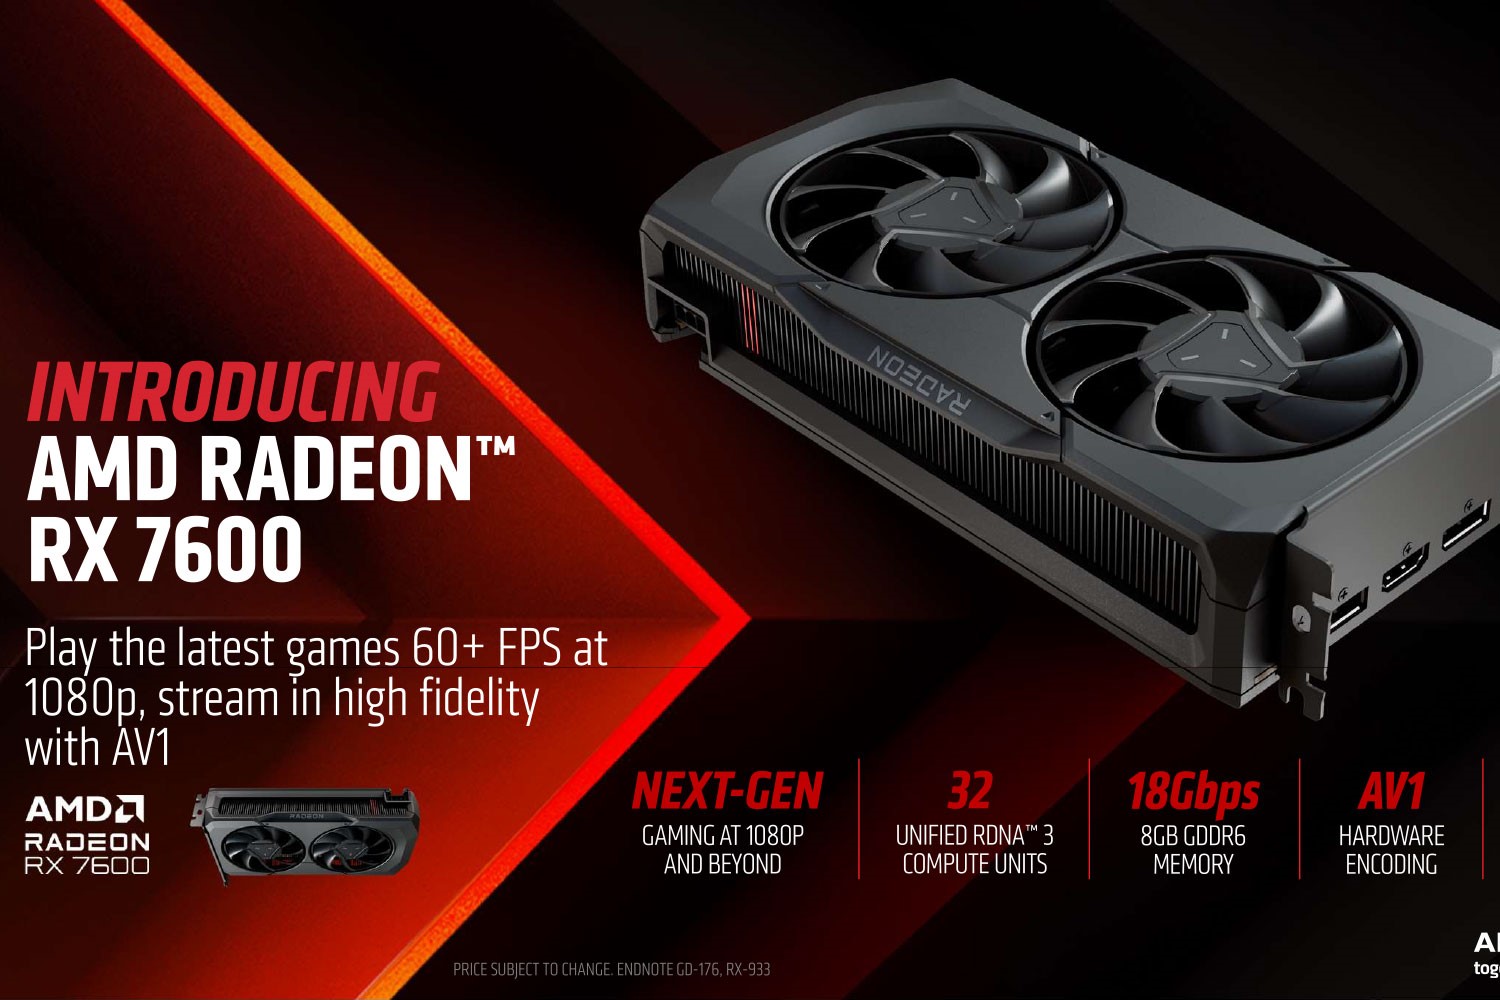 INTRODUCING
AMD RADEON™
RX 7600
Play the latest games 60+ FPS at
1080p, stream in high fidelity
with AV1
AMD
RADEON
RX 7600
RADEON
RADEON
NEXT-GEN
GAMING AT 1080P
AND BEYOND
32
UNIFIED RDNA™ 3
COMPUTE UNITS
18Gbps
8GB GDDR6
MEMORY
AV1
HARDWARE
ENCODING
PRICE SUBJECT TO CHANGE. ENDNOTE GD-176, RX-933